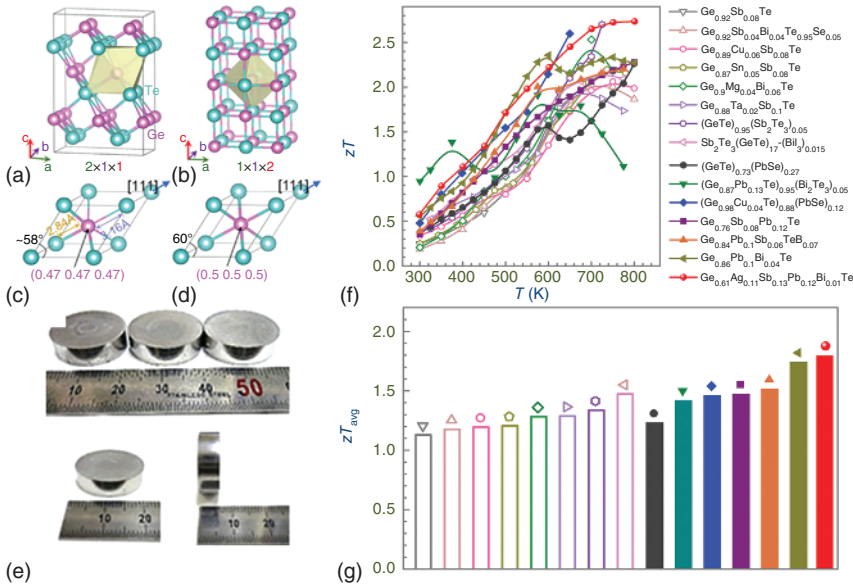 Te
Ge
c
b
a
2×1×1
(a)
c
b
a
1×1×2
(b)
[111]
2.84Å
3.16Å
~58°
(0.47 0.47 0.47)
(c)
[111]
60°
(0.5 0.5 0.5)
(d)
10 20 30 40 50
STAINLESS STEEL
10 20
10 20
(e)
zT
2.5
2.0
1.5
1.0
0.5
0.0
300 400 500 600 700 800
T (K)
(f)
Ge0.92Sb0.08Te
Ge0.92Sb0.04Bi0.04Te0.95Se0.05
Ge0.89Cu0.06Sb0.08Te
Ge0.87Sn0.05Sb0.08Te
Ge0.9Mg0.04Bi0.06Te
Ge0.88Ta0.02Sb0.1Te
(GeTe)0.95(Sb2Te3)0.05
Sb2Te3(GeTe)17-(BiI3)0.015
(GeTe)0.73(PbSe)0.27
(Ge0.87Pb0.13Te)0.95(Bi2Te3)0.05
(Ge0.98Cu0.04Te)0.88(PbSe)0.12
Ge0.76Sb0.08Pb0.12Te
Ge0.84Pb0.1Sb0.06TeB0.07
Ge0.86Pb0.1Bi0.04Te
Ge0.61Ag0.11Sb0.13Pb0.12Bi0.01Te
zTavg
2.0
1.5
1.0
0.5
0.0
(g)